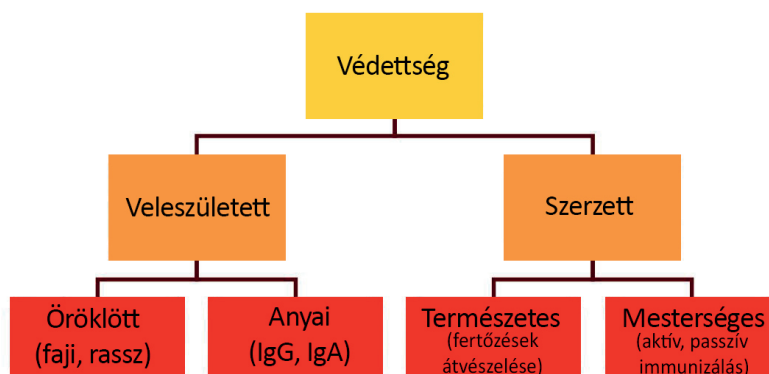 Védettség
Veleszületett
Szerzett
Öröklött
(faji, rassz)
Anyai
(IgG, IgA)
Természetes
(fertőzések
átvészelése)
Mesterséges
(aktív, passzív
immunizálás)